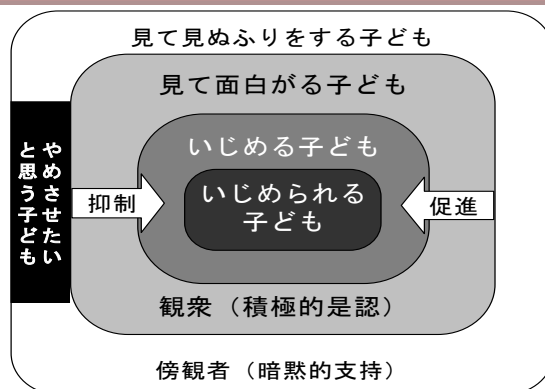 見て見ぬふりをする子ども
見て面白がる子ども
いじめる子ども
いじめられる
子ども
やめさせたい
と思う子ども
抑制
促進
観衆（積極的是認）
傍観者（暗黙的支持）